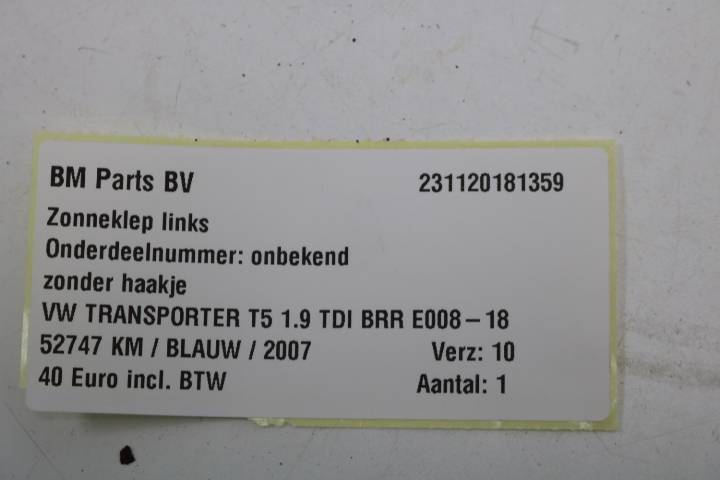 BM Parts BV 231120181359
Zonneklep links
Onderdeelnummer: onbekend
zonder haakje
VW TRANSPORTER T5 1.9 TDI BRR E008-18
52747 KM / BLAUW / 2007 Verz: 10
40 Euro incl. BTW Aantal: 1